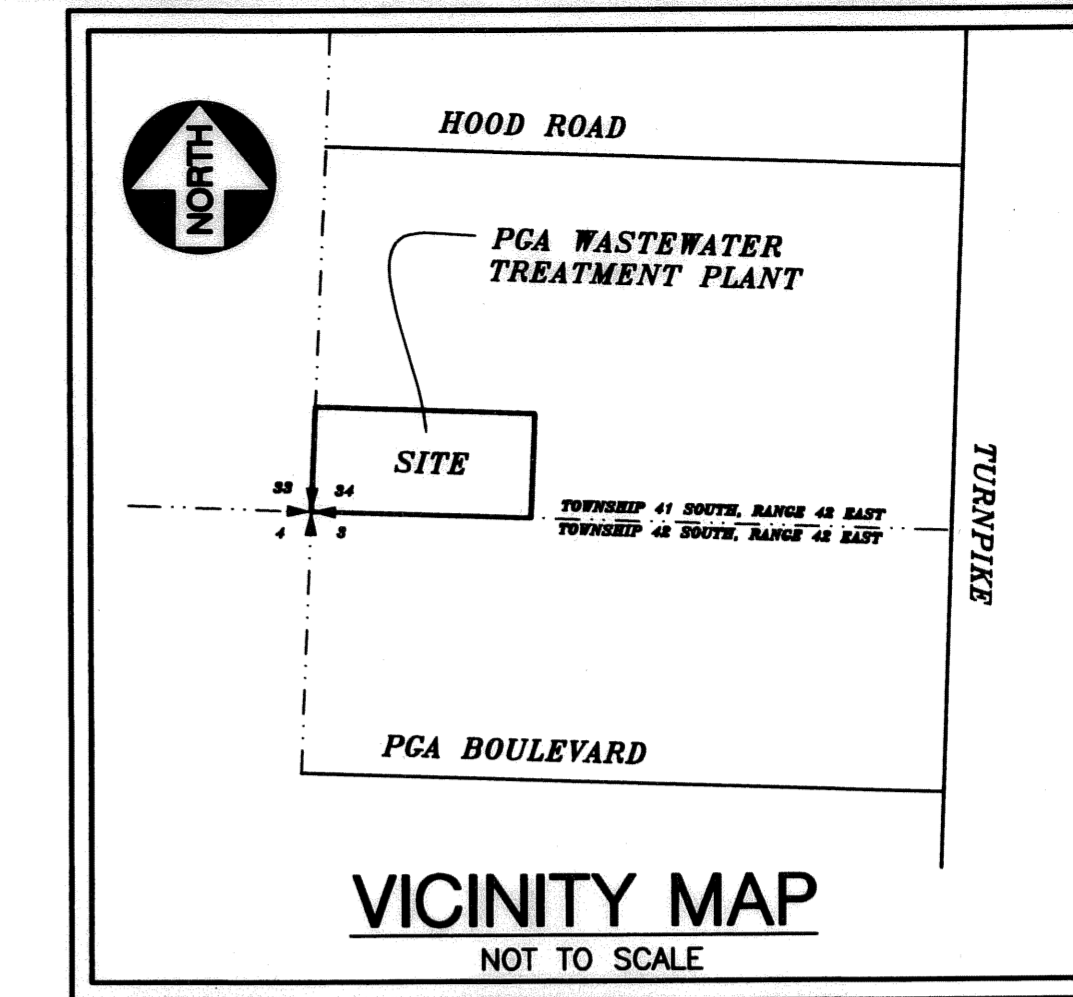 HOOD ROAD
NORTH
PGA WASTEWATER
TREATMENT PLANT
SITE
33 34
4 3
TOWNSHIP 41 SOUTH, RANGE 42 EAST
TOWNSHIP 42 SOUTH, RANGE 42 EAST
TURNPIKE
PGA BOULEVARD
VICINITY MAP
NOT TO SCALE